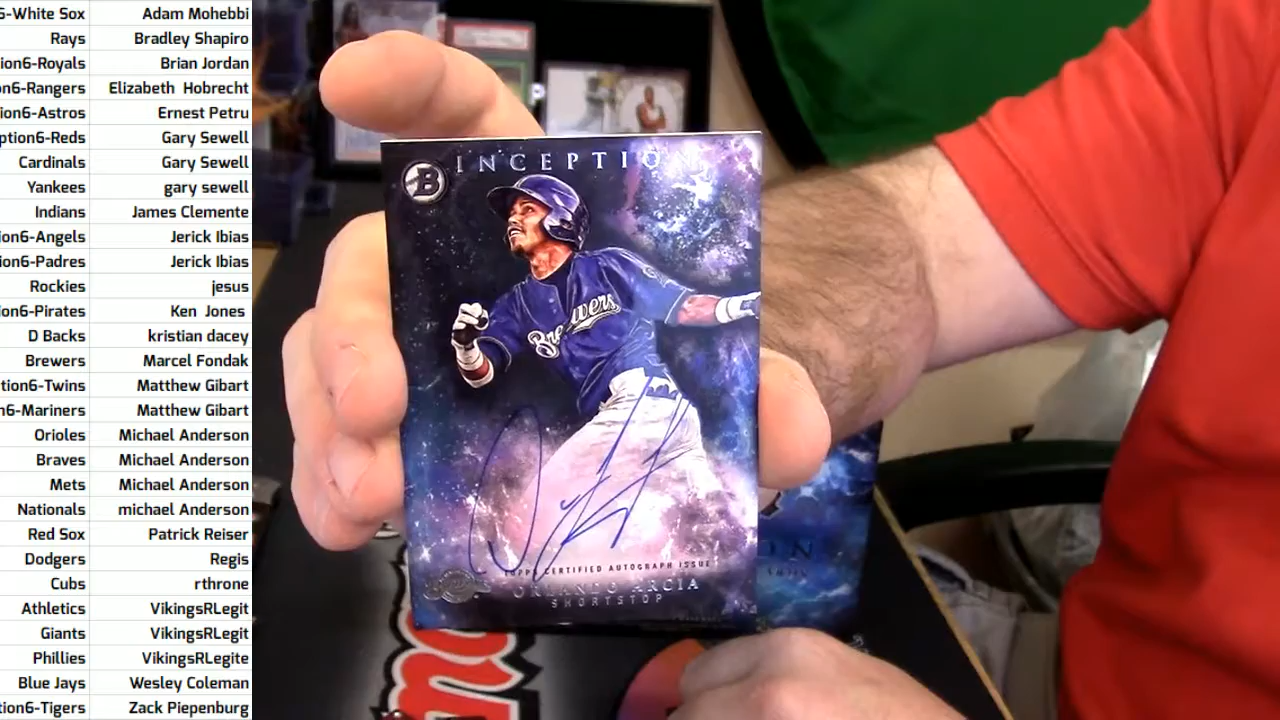 6-White Sox Adam Mohebbi
Rays Bradley Shapiro
ion6-Royals Brian Jordan
on6-Rangers Elizabeth Hobrecht
ion6-Astros Ernest Petru
ption6-Reds Gary Sewell
Cardinals Gary Sewell
Yankees gary sewell
Indians James Clemente
ion6-Angels Jerick Ibias
ion6-Padres Jerick Ibias
Rockies jesus
ion6-Pirates Ken Jones
D Backs kristian dacey
Brewers Marcel Fondak
tion6-Twins Matthew Gibart
n6-Mariners Matthew Gibart
Orioles Michael Anderson
Braves Michael Anderson
Mets Michael Anderson
Nationals michael Anderson
Red Sox Patrick Reiser
Dodgers Regis
Cubs rthrone
Athletics VikingsRLegit
Giants VikingsRLegit
Phillies VikingsRLegite
Blue Jays Wesley Coleman
tion6-Tigers Zack Piepenburg
B INCEPTION
Brewers
TOPPS CERTIFIED AUTOGRAPH ISSUE
ORLANDO ARCIA
SHORTSTOP
ON